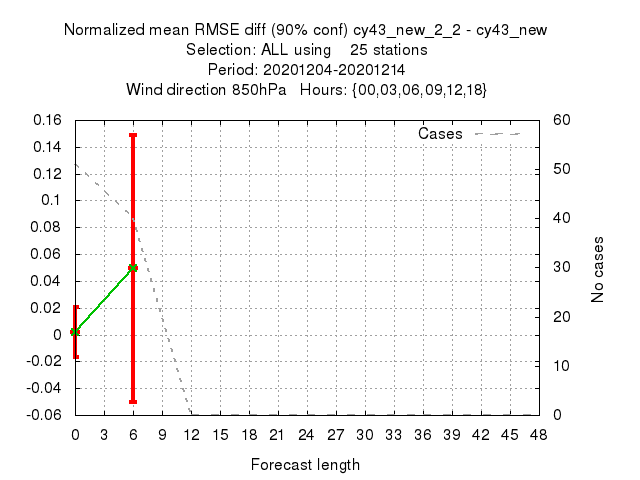 Normalized mean RMSE diff (90% conf) cy43_new_2_2 - cy43_new
Selection: ALL using 25 stations
Period: 20201204-20201214
Wind direction 850hPa Hours: {00,03,06,09,12,18}
Cases
0.16
0.14
0.12
0.1
0.08
0.06
0.04
0.02
0
-0.02
-0.04
-0.06
60
50
40
30
20
10
0
No cases
0 3 6 9 12 15 18 21 24 27 30 33 36 39 42 45 48
Forecast length